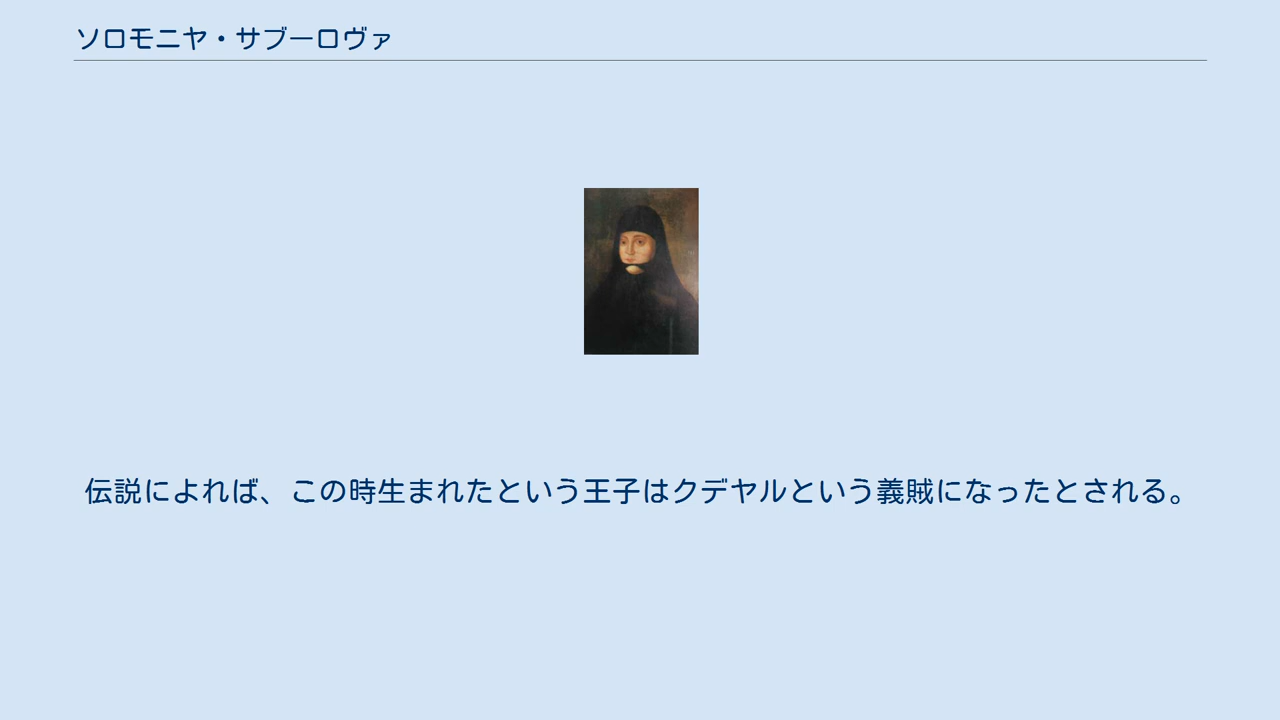 ソロモニヤ・サブーロヴァ
伝説によれば、この時生まれたという王子はクデヤルという義賊になったとされる。